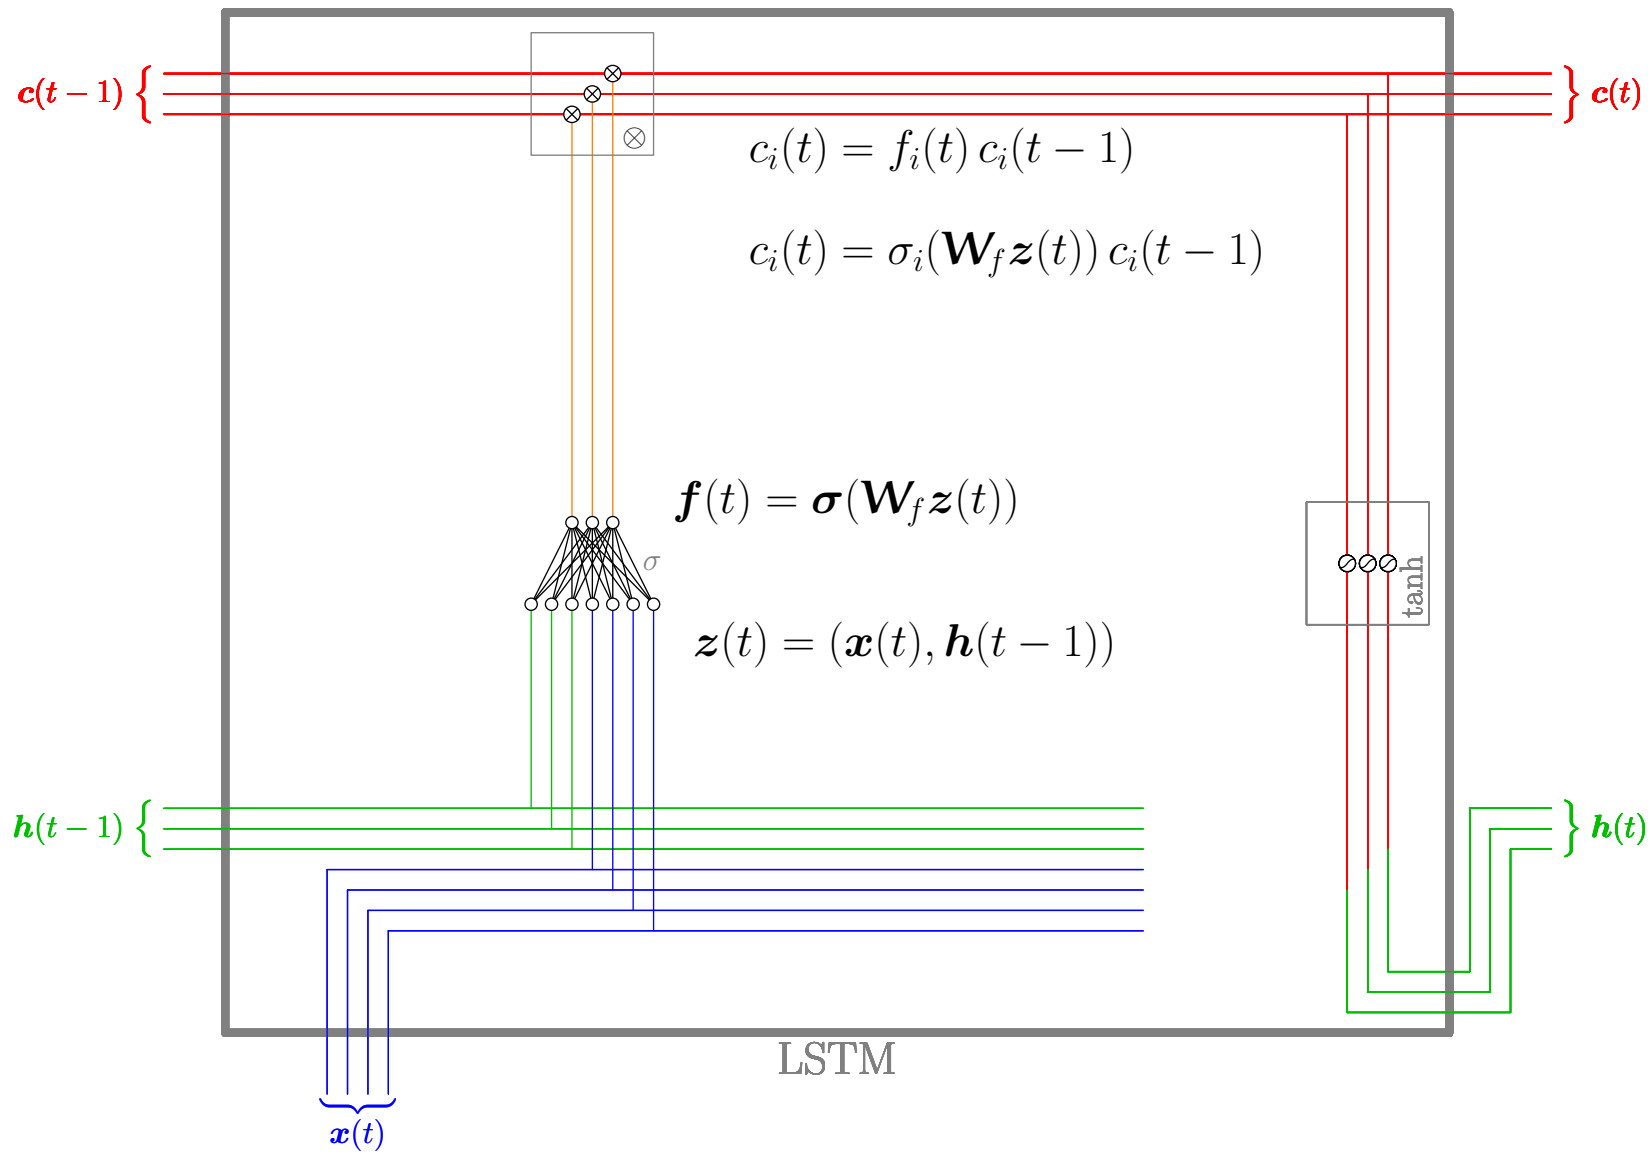 c(t − 1) { } c(t)
⊗
cᵢ(t) = fᵢ(t) cᵢ(t − 1)
cᵢ(t) = σᵢ(W_f z(t)) cᵢ(t − 1)
f(t) = σ(W_f z(t))
σ
tanh
z(t) = (x(t), h(t − 1))
h(t − 1) { } h(t)
LSTM
x(t)